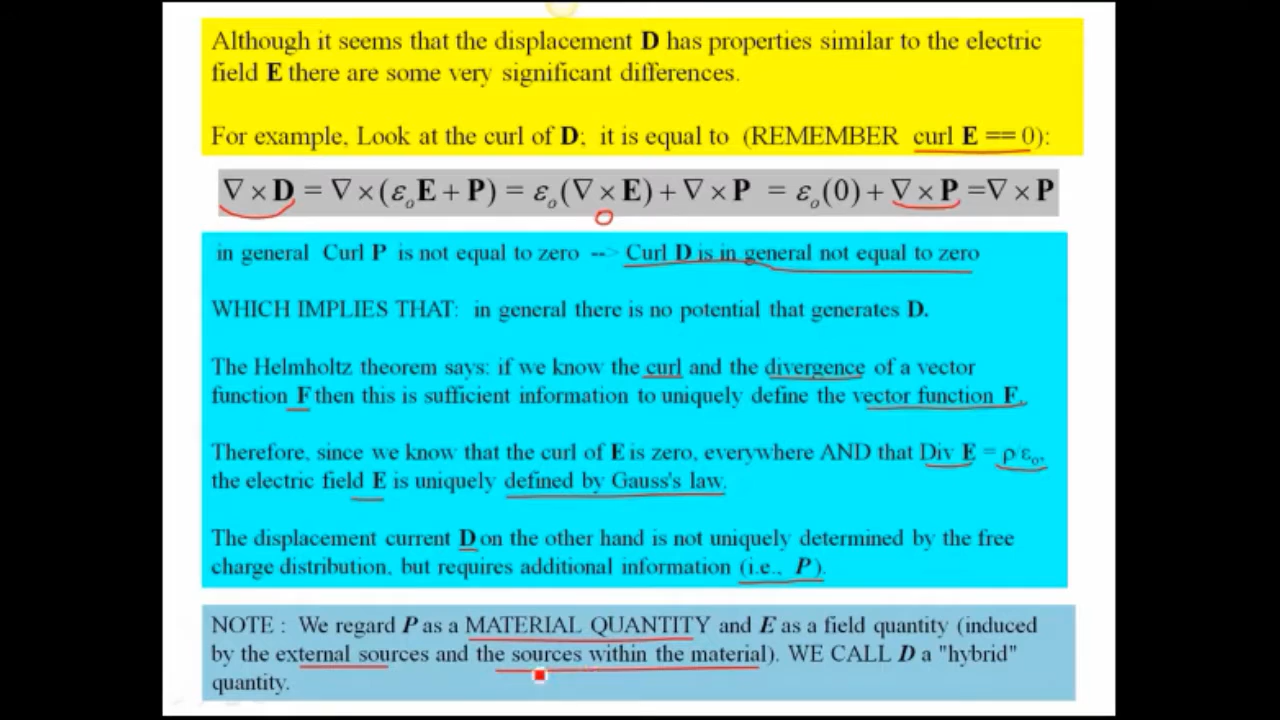 Although it seems that the displacement D has properties similar to the electric
field E there are some very significant differences.
For example, Look at the curl of D; it is equal to (REMEMBER curl E == 0):
∇ × D = ∇ × (ε₀E + P) = ε₀(∇ × E) + ∇ × P = ε₀(0) + ∇ × P = ∇ × P
in general Curl P is not equal to zero --> Curl D is in general not equal to zero
WHICH IMPLIES THAT: in general there is no potential that generates D.
The Helmholtz theorem says: if we know the curl and the divergence of a vector
function F then this is sufficient information to uniquely define the vector function F.
Therefore, since we know that the curl of E is zero, everywhere AND that Div E = ρ/ε₀,
the electric field E is uniquely defined by Gauss's law.
The displacement current D on the other hand is not uniquely determined by the free
charge distribution, but requires additional information (i.e., P).
NOTE : We regard P as a MATERIAL QUANTITY and E as a field quantity (induced
by the external sources and the sources within the material). WE CALL D a "hybrid"
quantity.